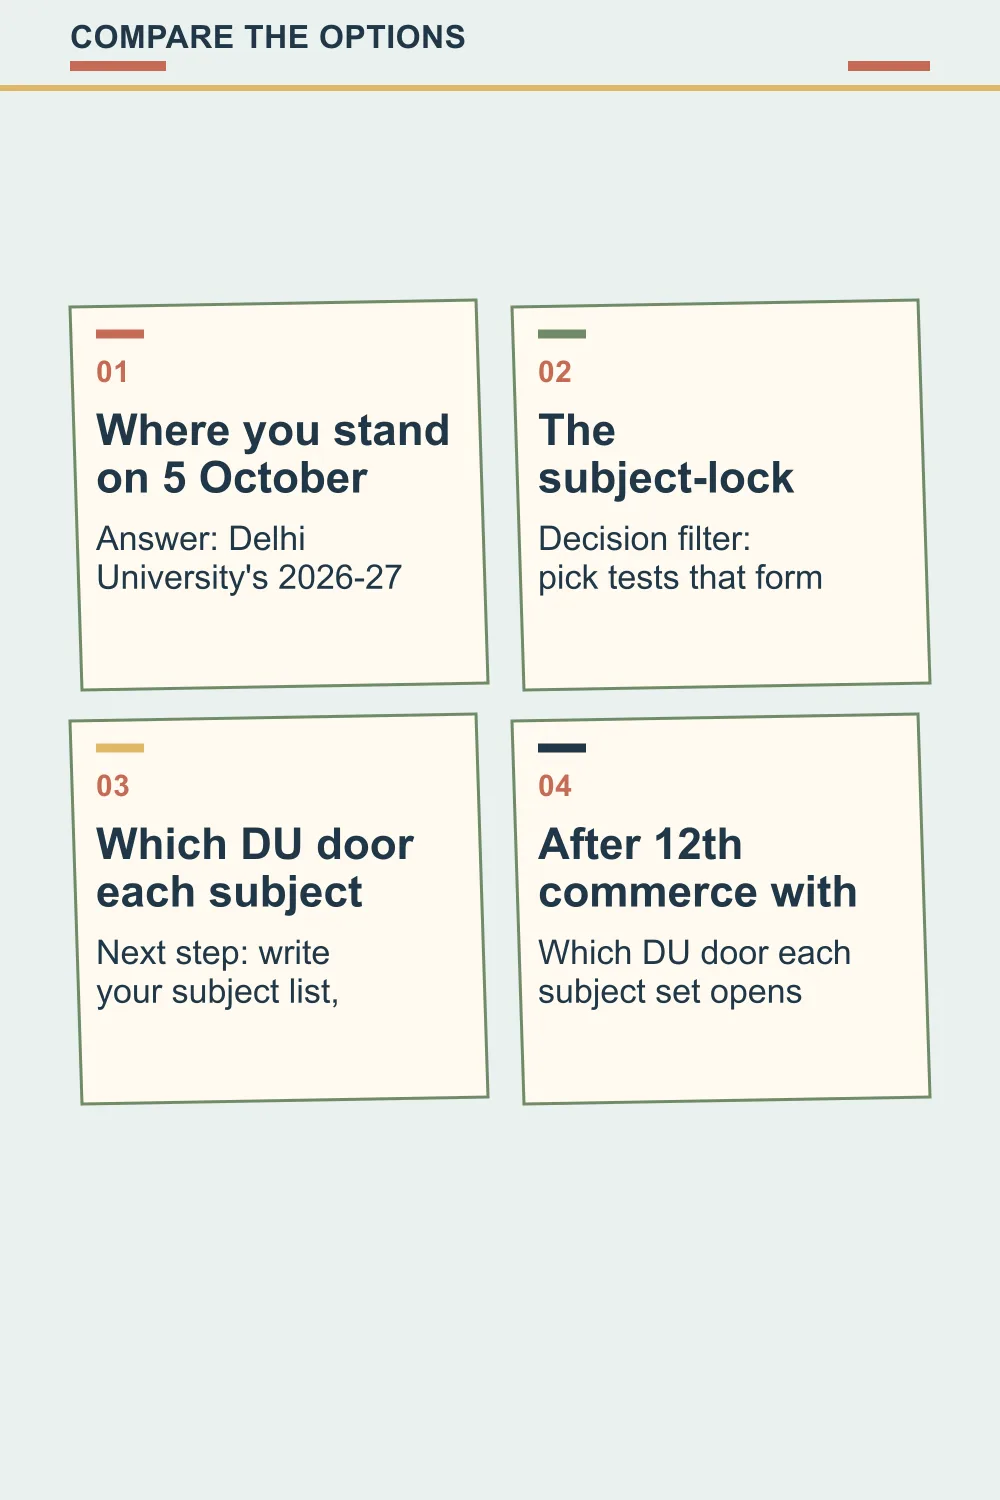 COMPARE THE OPTIONS
01
Where you stand
on 5 October
Answer: Delhi
University's 2026-27
02
The
subject-lock
Decision filter:
pick tests that form
03
Which DU door
each subject
Next step: write
your subject list,
04
After 12th
commerce with
Which DU door each
subject set opens